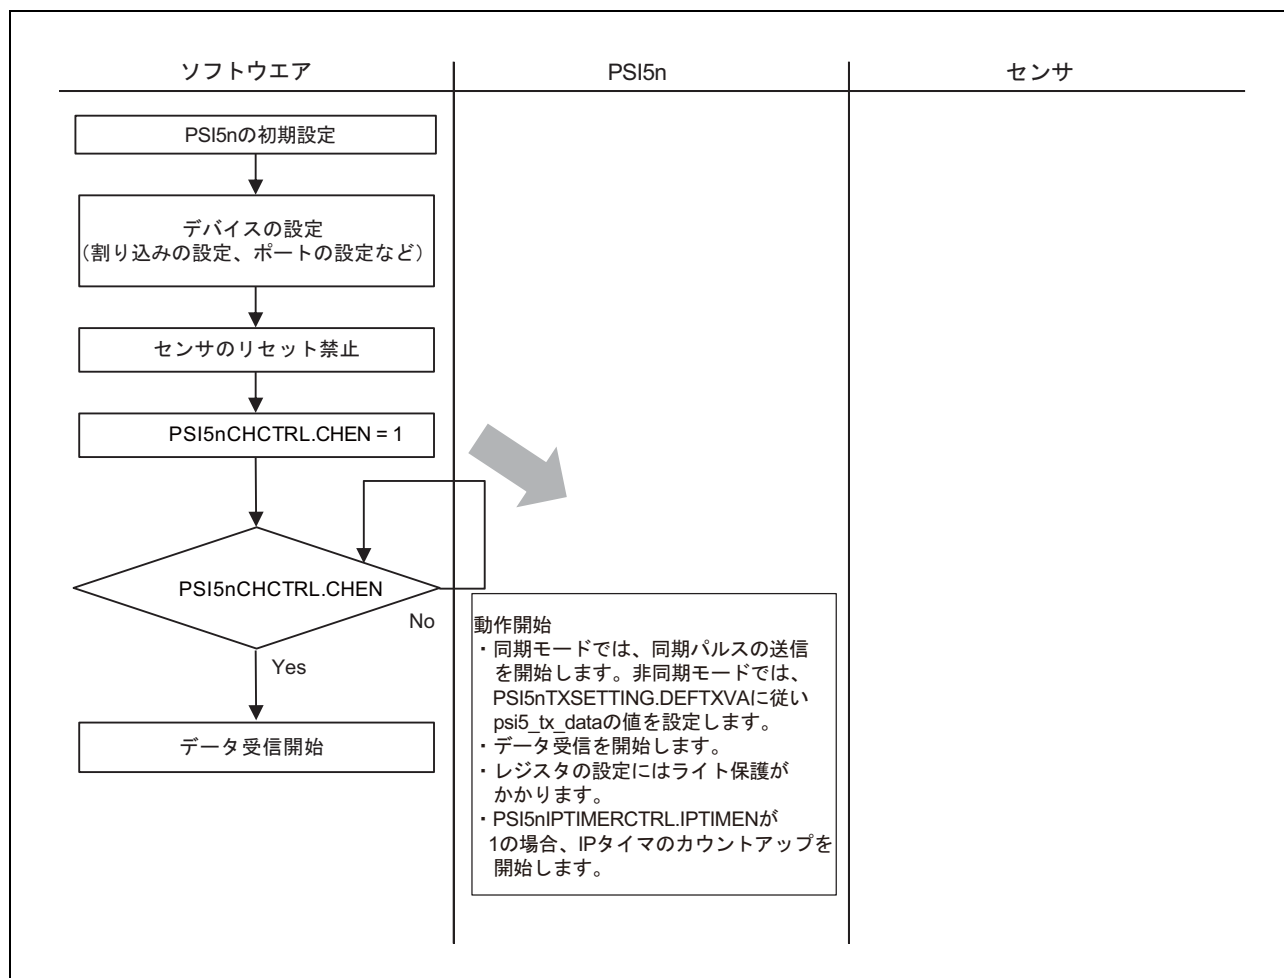 ソフトウエア
PSI5n
センサ
PSI5nの初期設定
デバイスの設定
(割り込みの設定、ポートの設定など)
センサのリセット禁止
PSI5nCHCTRL.CHEN = 1
PSI5nCHCTRL.CHEN
No
Yes
データ受信開始
動作開始
・同期モードでは、同期パルスの送信
を開始します。非同期モードでは、
PSI5nTXSETTING.DEFTXVAに従い
psi5_tx_dataの値を設定します。
・データ受信を開始します。
・レジスタの設定にはライト保護が
かかります。
・PSI5nIPTIMERCTRL.IPTIMENが
1の場合、IPタイマのカウントアップを
開始します。